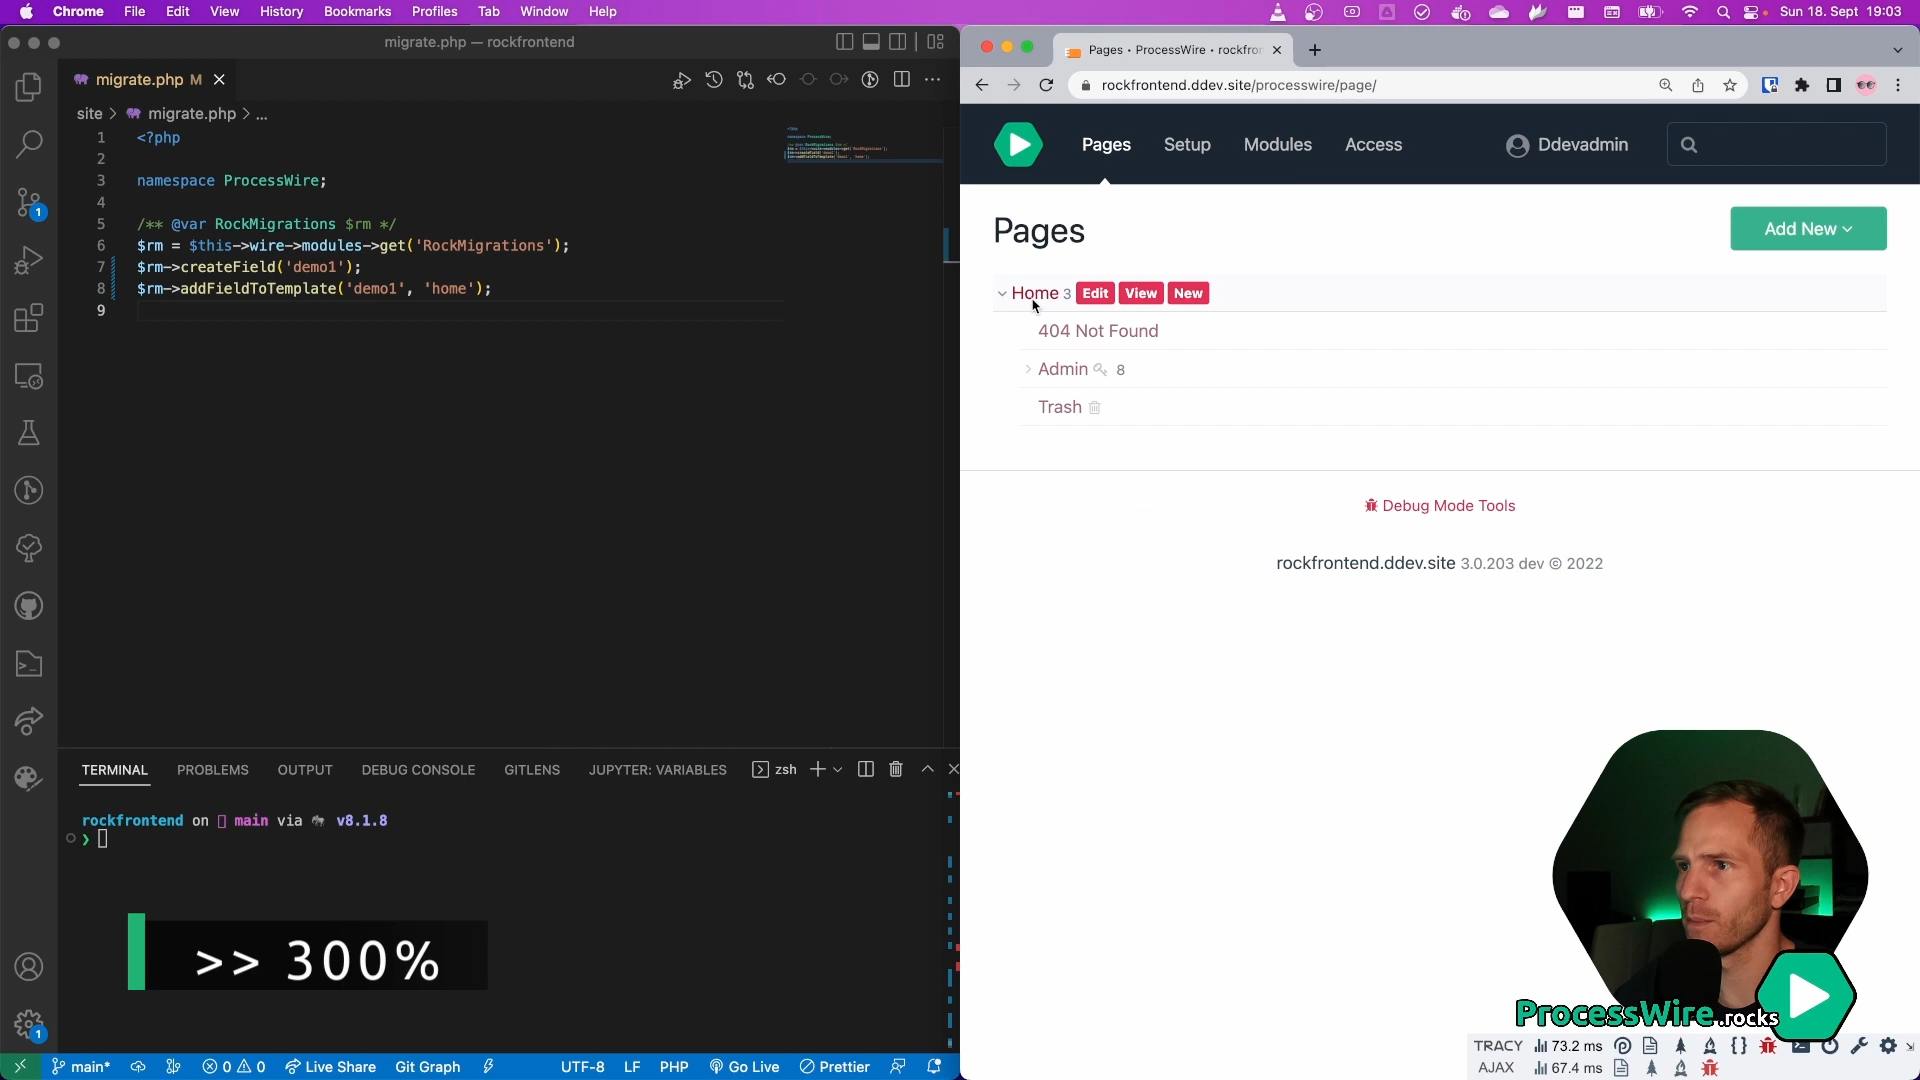 Chrome File Edit View History Bookmarks Profiles Tab Window Help
Sun 18. Sept 19:03
migrate.php — rockfrontend
migrate.php M
site > migrate.php > ...
1 <?php
2
3 namespace ProcessWire;
4
5 /** @var RockMigrations $rm */
6 $rm = $this->wire->modules->get('RockMigrations');
7 $rm->createField('demo1');
8 $rm->addFieldToTemplate('demo1', 'home');
9
TERMINAL PROBLEMS OUTPUT DEBUG CONSOLE GITLENS JUPYTER: VARIABLES zsh
rockfrontend on main via v8.1.8
❯
>> 300%
1
1
main* 0 0 Live Share Git Graph UTF-8 LF PHP Go Live Prettier
Pages • ProcessWire • rockfron
rockfrontend.ddev.site/processwire/page/
Pages Setup Modules Access Ddevadmin
Pages
Add New
Home 3 Edit View New
404 Not Found
Admin 8
Trash
Debug Mode Tools
rockfrontend.ddev.site 3.0.203 dev © 2022
ProcessWire.rocks
TRACY 73.2 ms
AJAX 67.4 ms